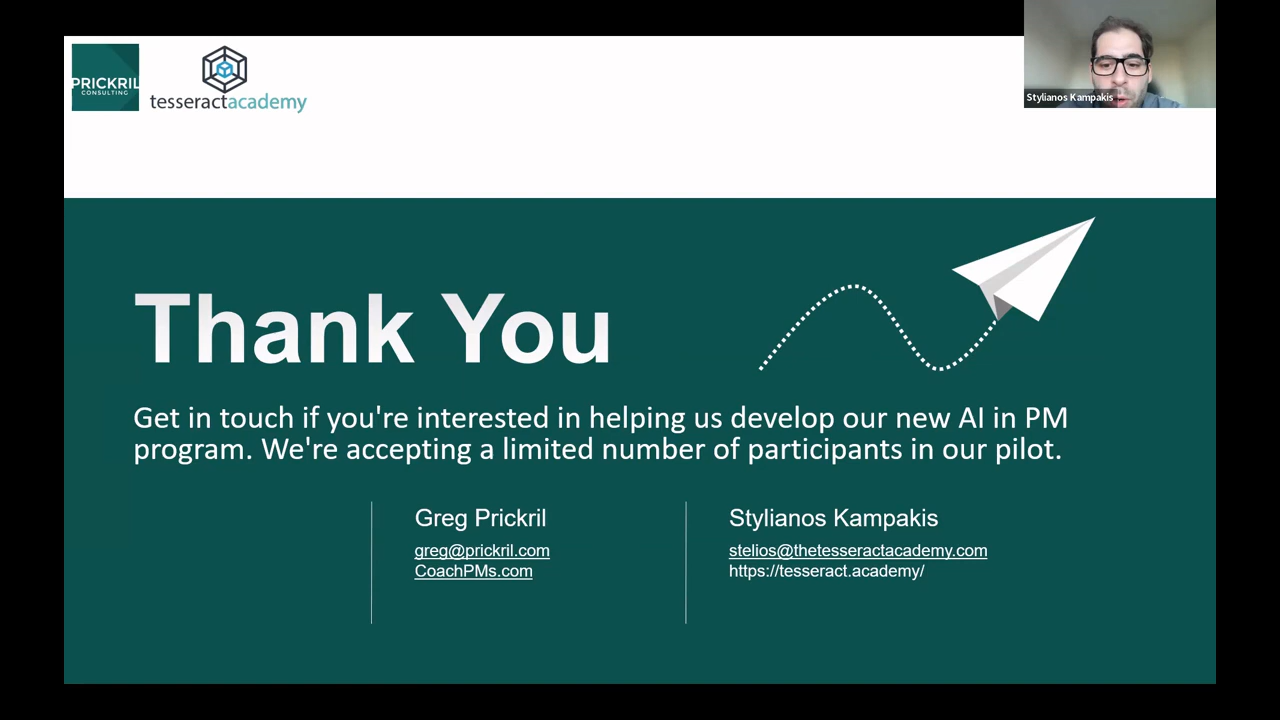 PRICKRIL
CONSULTING
tesseractacademy
Stylianos Kampakis
Thank You
Get in touch if you're interested in helping us develop our new AI in PM
program. We're accepting a limited number of participants in our pilot.
Greg Prickril
greg@prickril.com
CoachPMs.com
Stylianos Kampakis
stelios@thetesseractacademy.com
https://tesseract.academy/